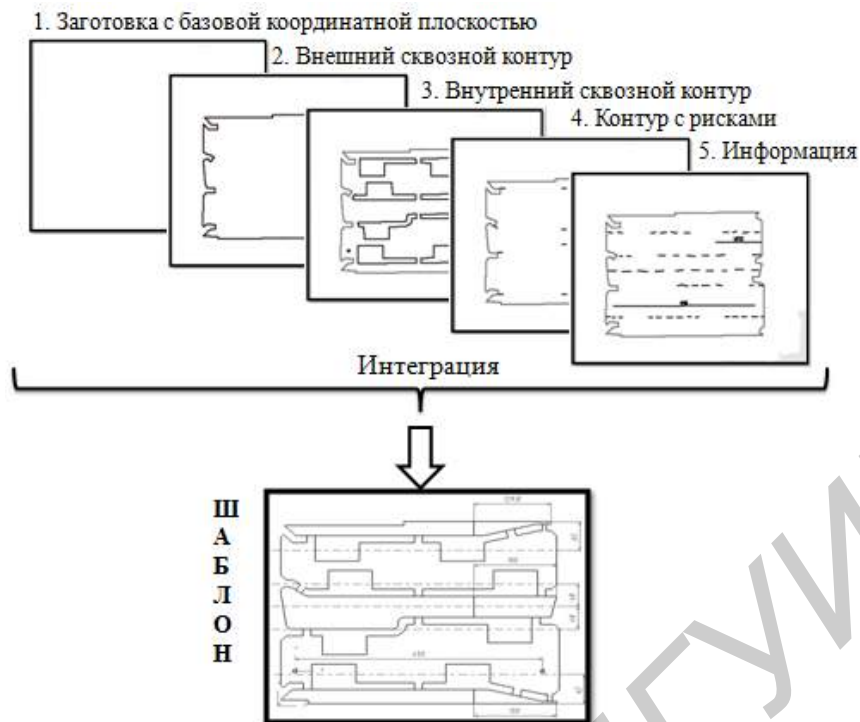 1. Заготовка с базовой координатной плоскостью
2. Внешний сквозной контур
3. Внутренний сквозной контур
4. Контур с рисками
5. Информация
Интеграция
Ш
А
Б
Л
О
Н